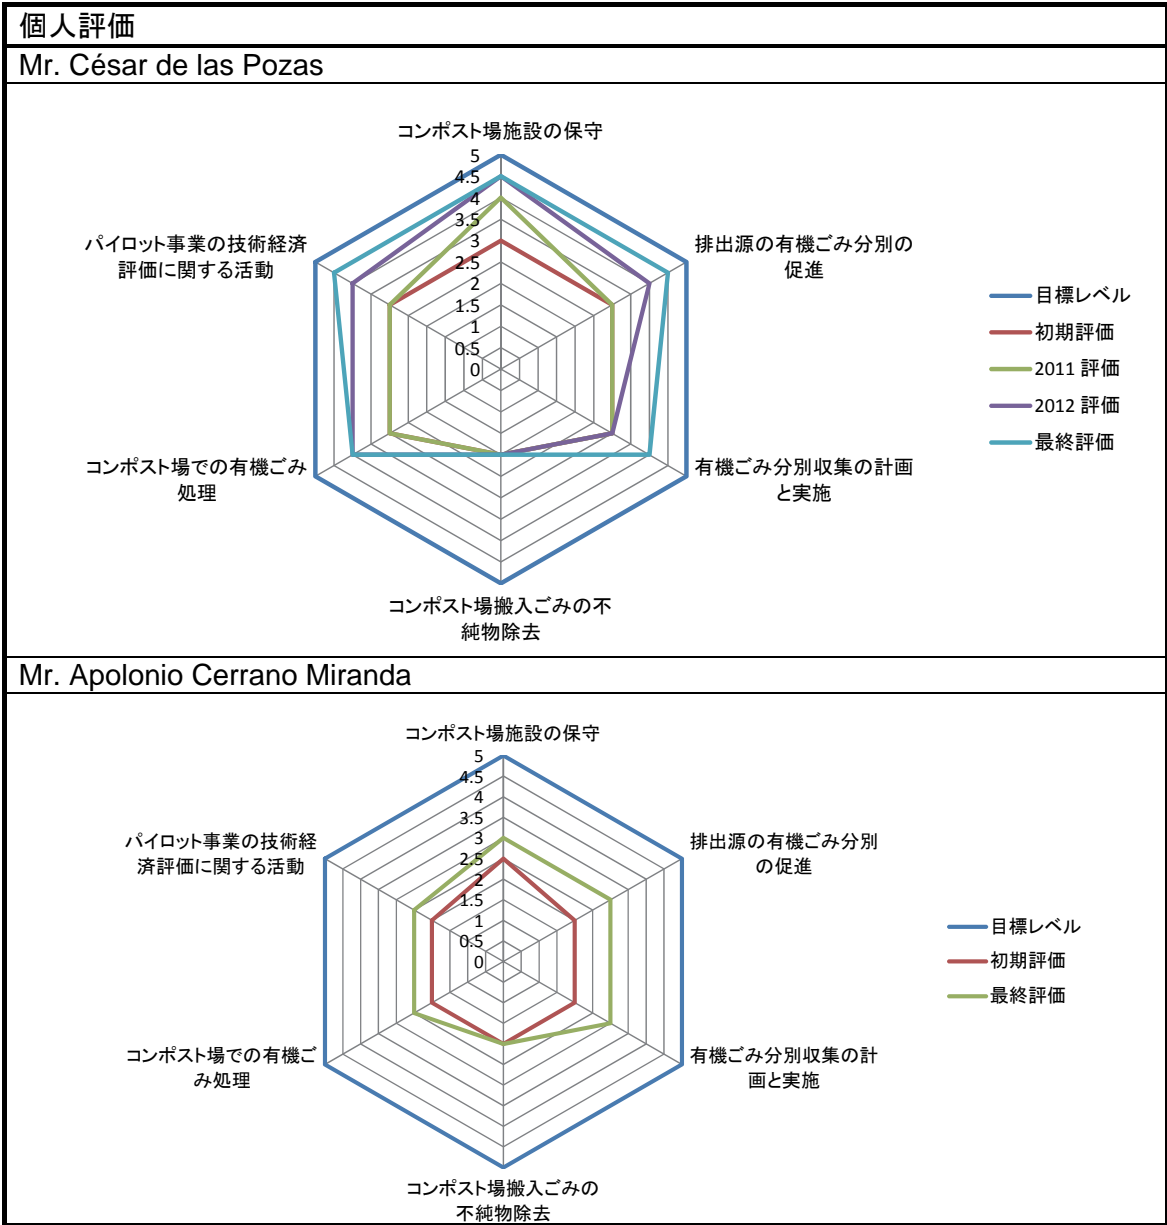 個人評価
Mr. César de las Pozas
コンポスト場施設の保守
5
4.5
4
3.5
3
2.5
2
1.5
1
0.5
0
排出源の有機ごみ分別の
促進
有機ごみ分別収集の計画
と実施
コンポスト場搬入ごみの不
純物除去
コンポスト場での有機ごみ
処理
パイロット事業の技術経済
評価に関する活動
目標レベル
初期評価
2011 評価
2012 評価
最終評価
Mr. Apolonio Cerrano Miranda
コンポスト場施設の保守
5
4.5
4
3.5
3
2.5
2
1.5
1
0.5
0
排出源の有機ごみ分別
の促進
有機ごみ分別収集の計
画と実施
コンポスト場搬入ごみの
不純物除去
コンポスト場での有機ご
み処理
パイロット事業の技術経
済評価に関する活動
目標レベル
初期評価
最終評価